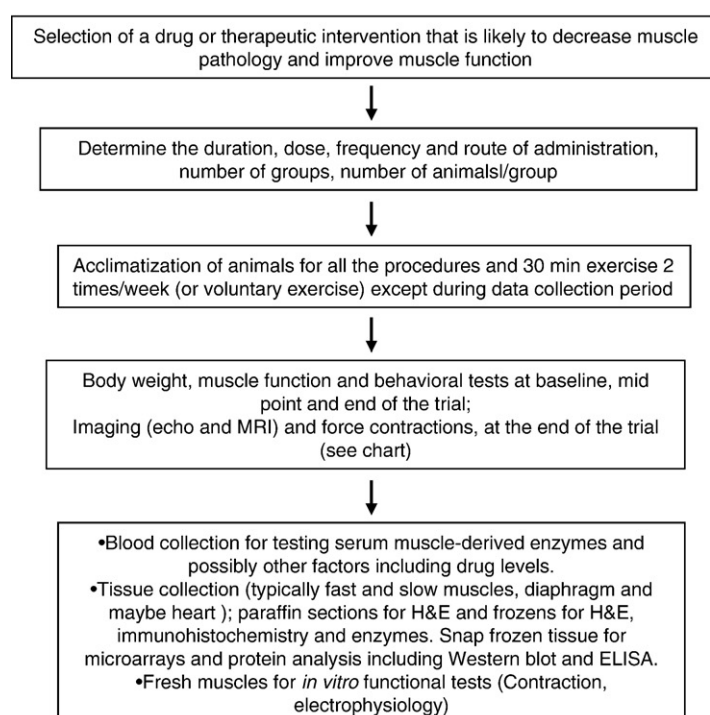 Selection of a drug or therapeutic intervention that is likely to decrease muscle
pathology and improve muscle function
Determine the duration, dose, frequency and route of administration,
number of groups, number of animalsl/group
Acclimatization of animals for all the procedures and 30 min exercise 2
times/week (or voluntary exercise) except during data collection period
Body weight, muscle function and behavioral tests at baseline, mid
point and end of the trial;
Imaging (echo and MRI) and force contractions, at the end of the trial
(see chart)
•Blood collection for testing serum muscle-derived enzymes and
possibly other factors including drug levels.
•Tissue collection (typically fast and slow muscles, diaphragm and
maybe heart ); paraffin sections for H&E and frozens for H&E,
immunohistochemistry and enzymes. Snap frozen tissue for
microarrays and protein analysis including Western blot and ELISA.
•Fresh muscles for in vitro functional tests (Contraction,
electrophysiology)